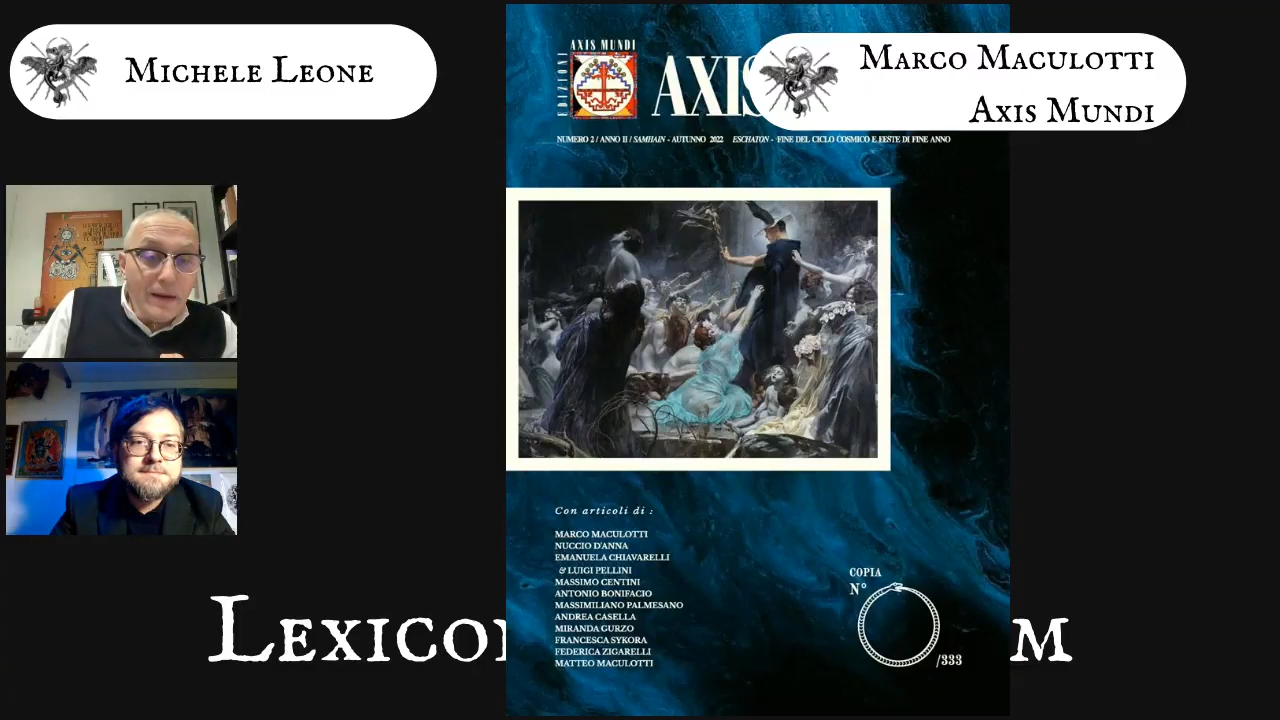 Michele Leone
Marco Maculotti
Axis Mundi
AXIS MUNDI
EDIZIONI
AXIS
NUMERO 2 / ANNO II / SAMHAIN - AUTUNNO 2022 ESCHATON - FINE DEL CICLO COSMICO E FESTE DI FINE ANNO
Con articoli di :
MARCO MACULOTTI
NUCCIO D'ANNA
EMANUELA CHIAVARELLI
& LUIGI PELLINI
MASSIMO CENTINI
ANTONIO BONIFACIO
MASSIMILIANO PALMESANO
ANDREA CASELLA
MIRANDA GURZO
FRANCESCA SYKORA
FEDERICA ZIGARELLI
MATTEO MACULOTTI
COPIA
N°
/333
Lexicon
m